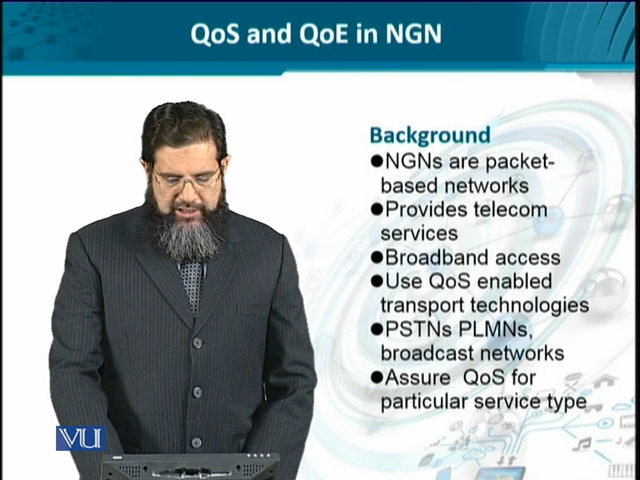 QoS and QoE in NGN
Background
●NGNs are packet-
based networks
●Provides telecom
services
●Broadband access
●Use QoS enabled
transport technologies
●PSTNs PLMNs,
broadcast networks
●Assure QoS for
particular service type
VU